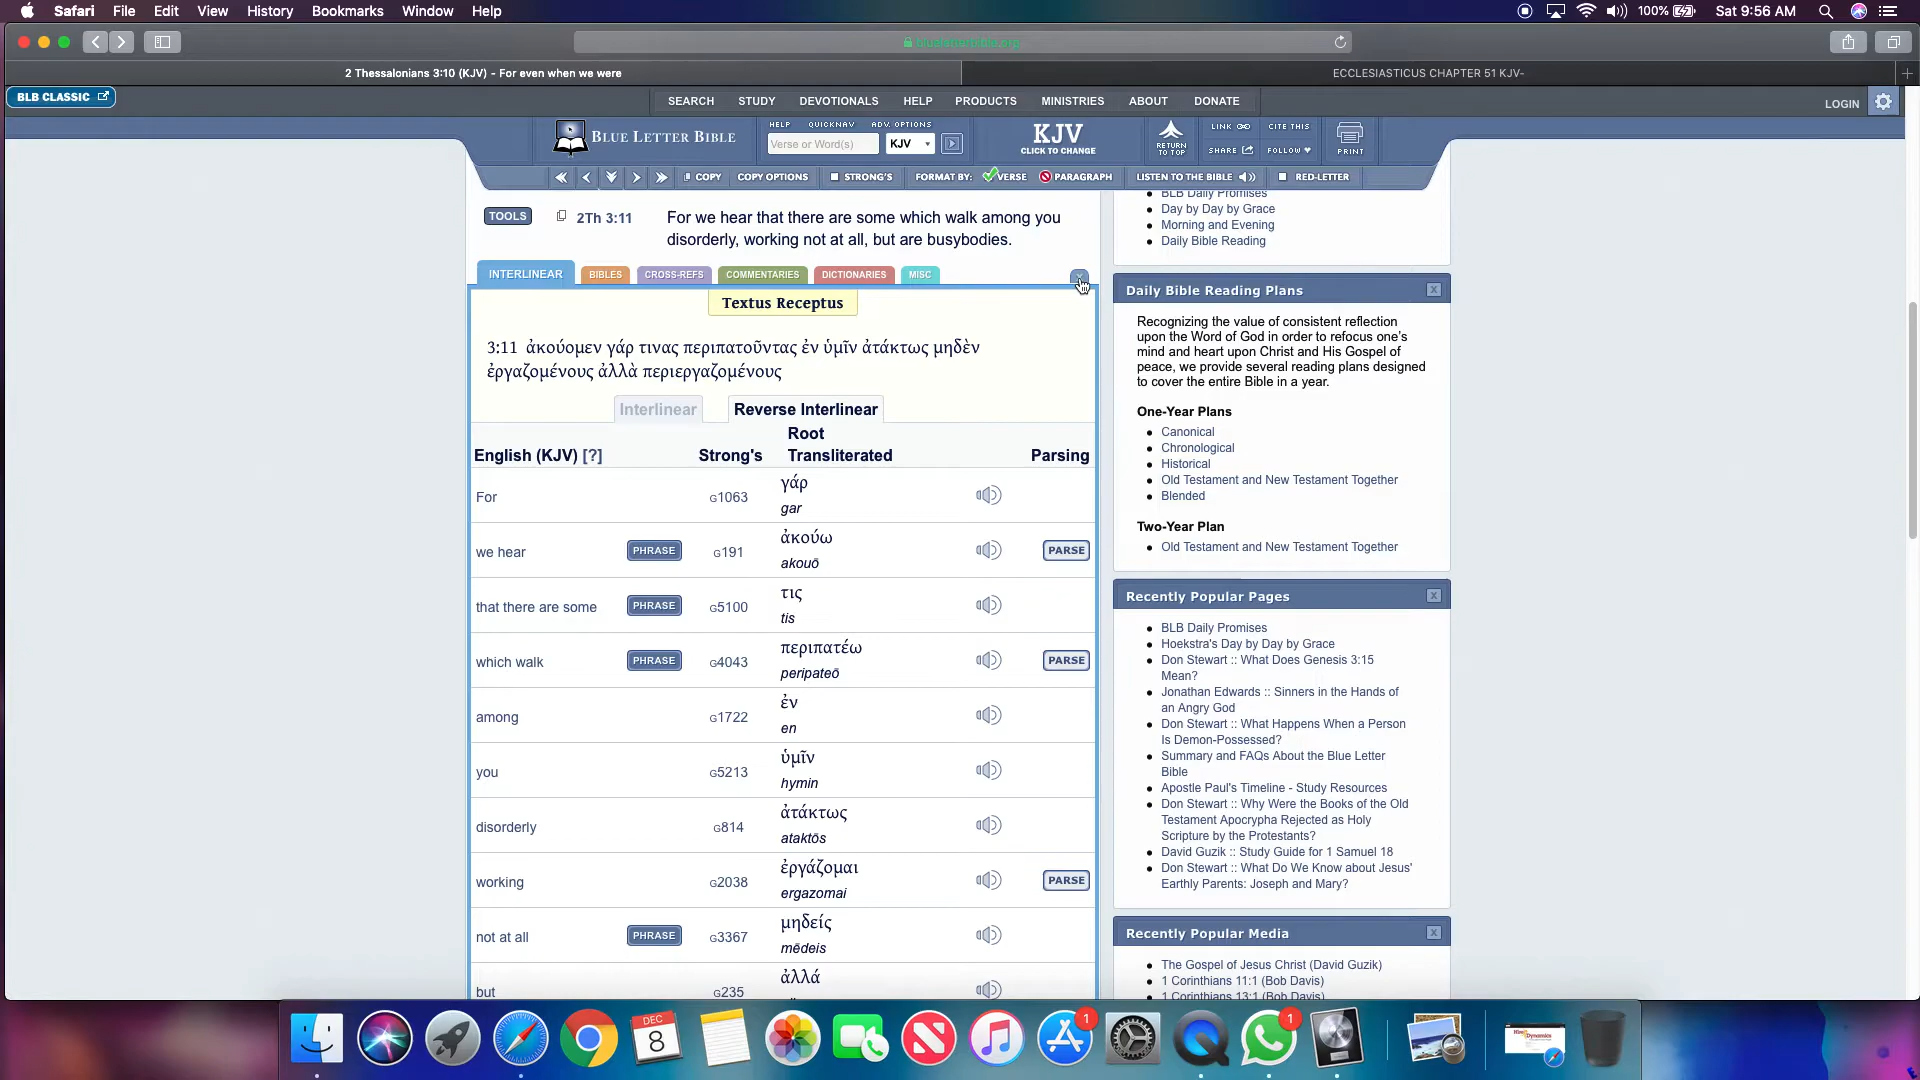 Safari File Edit View History Bookmarks Window Help 100% Sat 9:56 AM
blueletterbible.org
2 Thessalonians 3:10 (KJV) - For even when we were
ECCLESIASTICUS CHAPTER 51 KJV-
BLB CLASSIC
SEARCH STUDY DEVOTIONALS HELP PRODUCTS MINISTRIES ABOUT DONATE
LOGIN
BLUE LETTER BIBLE
HELP QUICKNAV ADV. OPTIONS
Verse or Word(s) KJV
KJV
CLICK TO CHANGE
RETURN
TO TOP
LINK CITE THIS
SHARE FOLLOW
PRINT
COPY COPY OPTIONS STRONG'S FORMAT BY: VERSE PARAGRAPH LISTEN TO THE BIBLE RED-LETTER
TOOLS 2Th 3:11 For we hear that there are some which walk among you
disorderly, working not at all, but are busybodies.
INTERLINEAR BIBLES CROSS-REFS COMMENTARIES DICTIONARIES MISC
Textus Receptus
3:11 ἀκούομεν γάρ τινας περιπατοῦντας ἐν ὑμῖν ἀτάκτως μηδὲν
ἐργαζομένους ἀλλὰ περιεργαζομένους
Interlinear Reverse Interlinear
English (KJV) [?] Strong's Root
Transliterated Parsing
For G1063 γάρ
gar
we hear PHRASE G191 ἀκούω PARSE
akouō
that there are some PHRASE G5100 τις
tis
which walk PHRASE G4043 περιπατέω PARSE
peripateō
among G1722 ἐν
en
you G5213 ὑμῖν
hymin
disorderly G814 ἀτάκτως
ataktōs
working G2038 ἐργάζομαι PARSE
ergazomai
not at all PHRASE G3367 μηδείς
mēdeis
but G235 ἀλλά
BLB Daily Promises
Day by Day by Grace
Morning and Evening
Daily Bible Reading
Daily Bible Reading Plans
Recognizing the value of consistent reflection
upon the Word of God in order to refocus one's
mind and heart upon Christ and His Gospel of
peace, we provide several reading plans designed
to cover the entire Bible in a year.
One-Year Plans
Canonical
Chronological
Historical
Old Testament and New Testament Together
Blended
Two-Year Plan
Old Testament and New Testament Together
Recently Popular Pages
BLB Daily Promises
Hoekstra's Day by Day by Grace
Don Stewart :: What Does Genesis 3:15
Mean?
Jonathan Edwards :: Sinners in the Hands of
an Angry God
Don Stewart :: What Happens When a Person
Is Demon-Possessed?
Summary and FAQs About the Blue Letter
Bible
Apostle Paul's Timeline - Study Resources
Don Stewart :: Why Were the Books of the Old
Testament Apocrypha Rejected as Holy
Scripture by the Protestants?
David Guzik :: Study Guide for 1 Samuel 18
Don Stewart :: What Do We Know about Jesus'
Earthly Parents: Joseph and Mary?
Recently Popular Media
The Gospel of Jesus Christ (David Guzik)
1 Corinthians 11:1 (Bob Davis)
1 Corinthians 13:1 (Bob Davis)
DEC
8
1
1